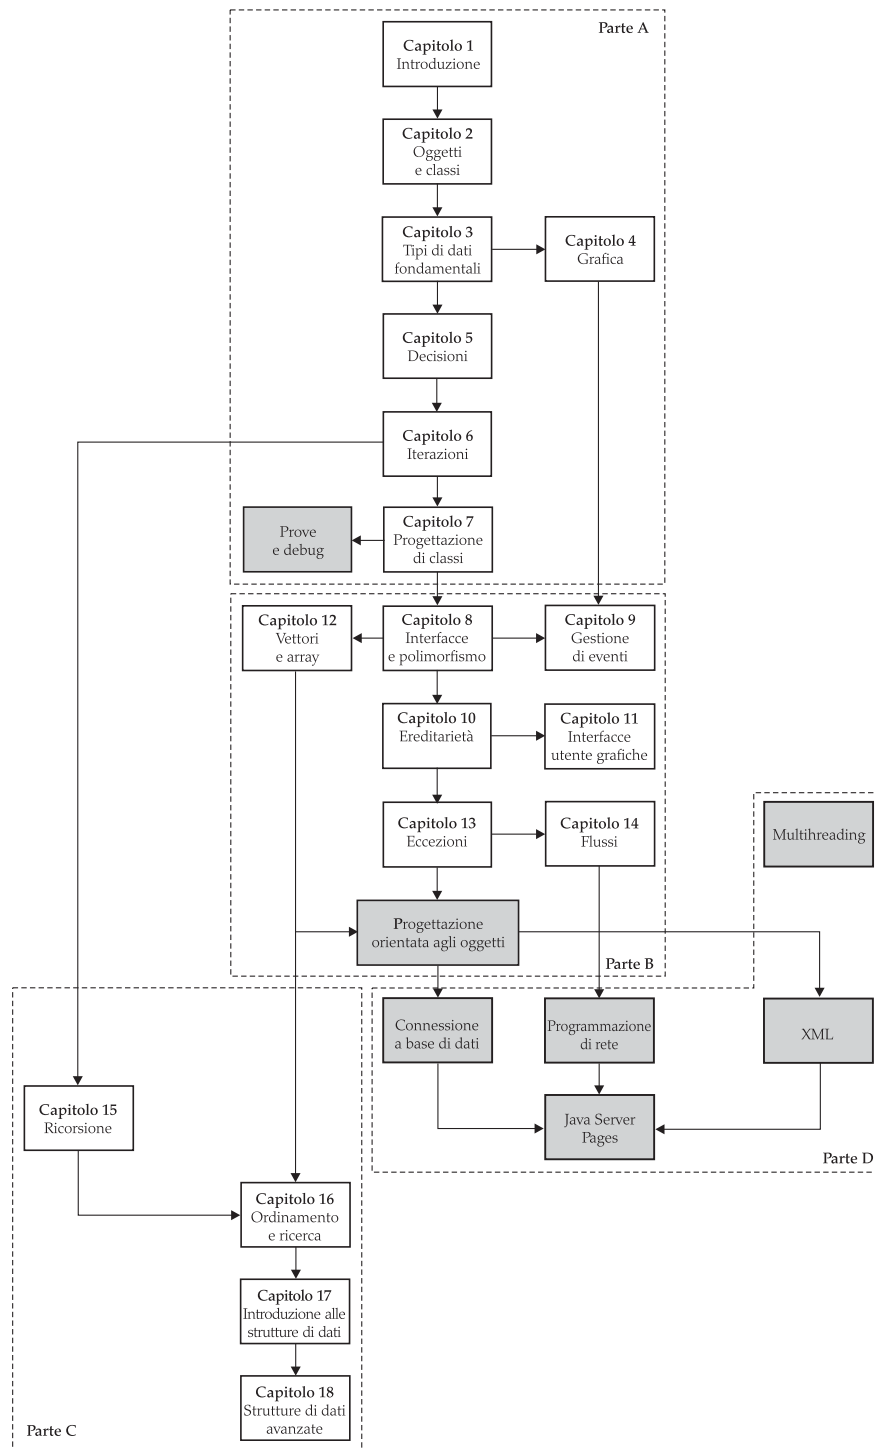 Parte A
Capitolo 1
Introduzione
Capitolo 2
Oggetti
e classi
Capitolo 3
Tipi di dati
fondamentali
Capitolo 4
Grafica
Capitolo 5
Decisioni
Capitolo 6
Iterazioni
Prove
e debug
Capitolo 7
Progettazione
di classi
Capitolo 12
Vettori
e array
Capitolo 8
Interfacce
e polimorfismo
Capitolo 9
Gestione
di eventi
Capitolo 10
Ereditarietà
Capitolo 11
Interfacce
utente grafiche
Capitolo 13
Eccezioni
Capitolo 14
Flussi
Multihreading
Progettazione
orientata agli oggetti
Parte B
Connessione
a base di dati
Programmazione
di rete
XML
Capitolo 15
Ricorsione
Java Server
Pages
Parte D
Capitolo 16
Ordinamento
e ricerca
Capitolo 17
Introduzione alle
strutture di dati
Capitolo 18
Strutture di dati
avanzate
Parte C